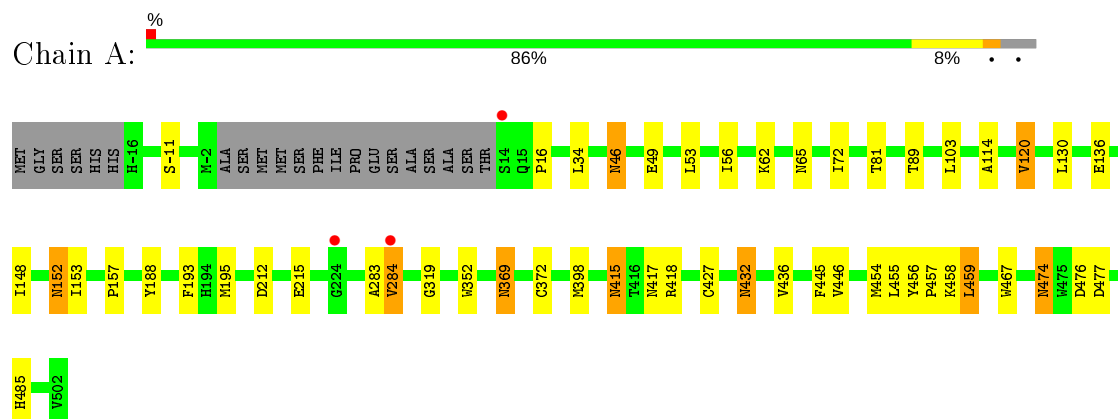 %
Chain A:
86% 8% • •
MET GLY SER SER HIS HIS H-16 S-11 M-2 ALA SER MET MET SER PHE ILE PRO GLU SER ALA SER ALA SER THR S14 Q15 P16 L34 N46 E49 L53 I56 K62 N65 I72 T81 T89 L103 A114 V120 L130 E136
I148 N152 I153 P157 Y188 F193 H194 M195 D212 E215 G224 A283 V284 G319 W352 N369 C372 M398 N415 T416 N417 R418 C427 N432 V436 F445 V446 M454 L455 Y456 P457 K458 L459 W467 N474 W475 D476 D477
H485 V502